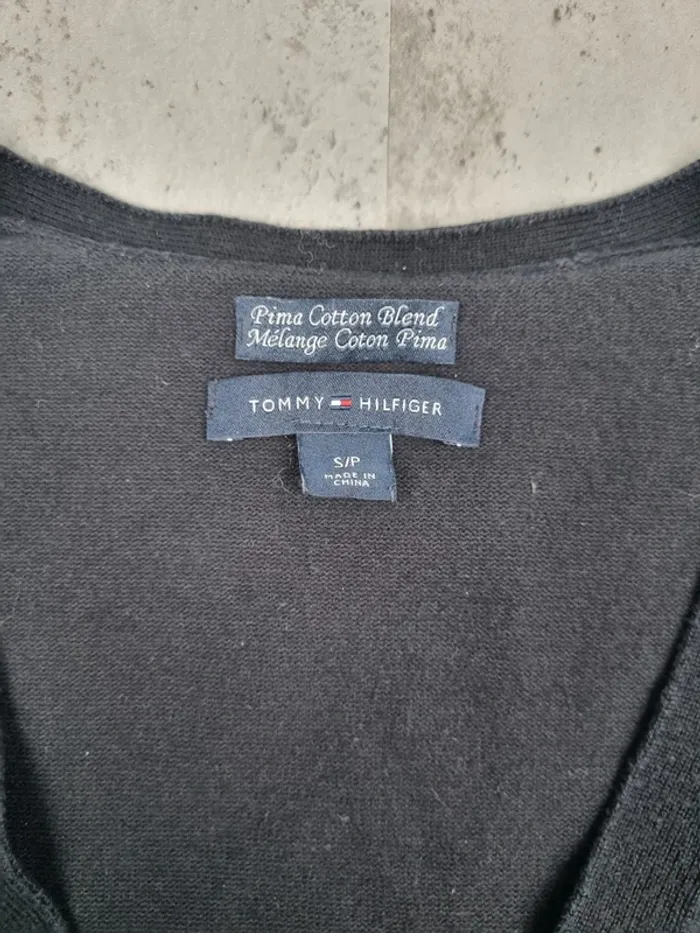 Pima Cotton Blend
Mélange Coton Pima
TOMMY HILFIGER
S/P
MADE IN
CHINA